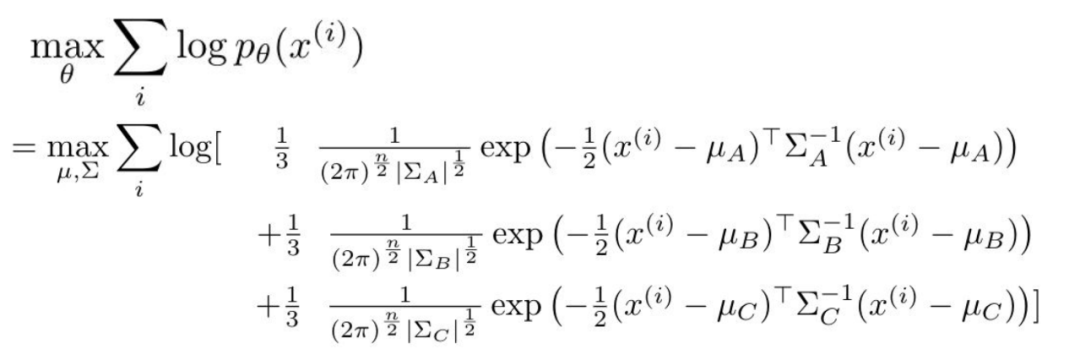 max_θ ∑_i log p_θ(x^{(i)})
= max_{μ,Σ} ∑_i log[ 1/3 1/((2π)^{n/2}|Σ_A|^{1/2}) exp (−1/2(x^{(i)} − μ_A)^⊤ Σ_A^{−1}(x^{(i)} − μ_A))
+1/3 1/((2π)^{n/2}|Σ_B|^{1/2}) exp (−1/2(x^{(i)} − μ_B)^⊤ Σ_B^{−1}(x^{(i)} − μ_B))
+1/3 1/((2π)^{n/2}|Σ_C|^{1/2}) exp (−1/2(x^{(i)} − μ_C)^⊤ Σ_C^{−1}(x^{(i)} − μ_C))]